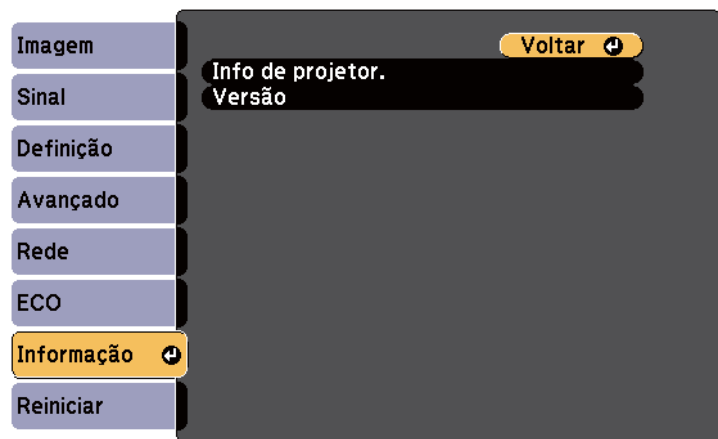 Imagem
Sinal
Definição
Avançado
Rede
ECO
Informação
Reiniciar
Voltar
Info de projetor.
Versão